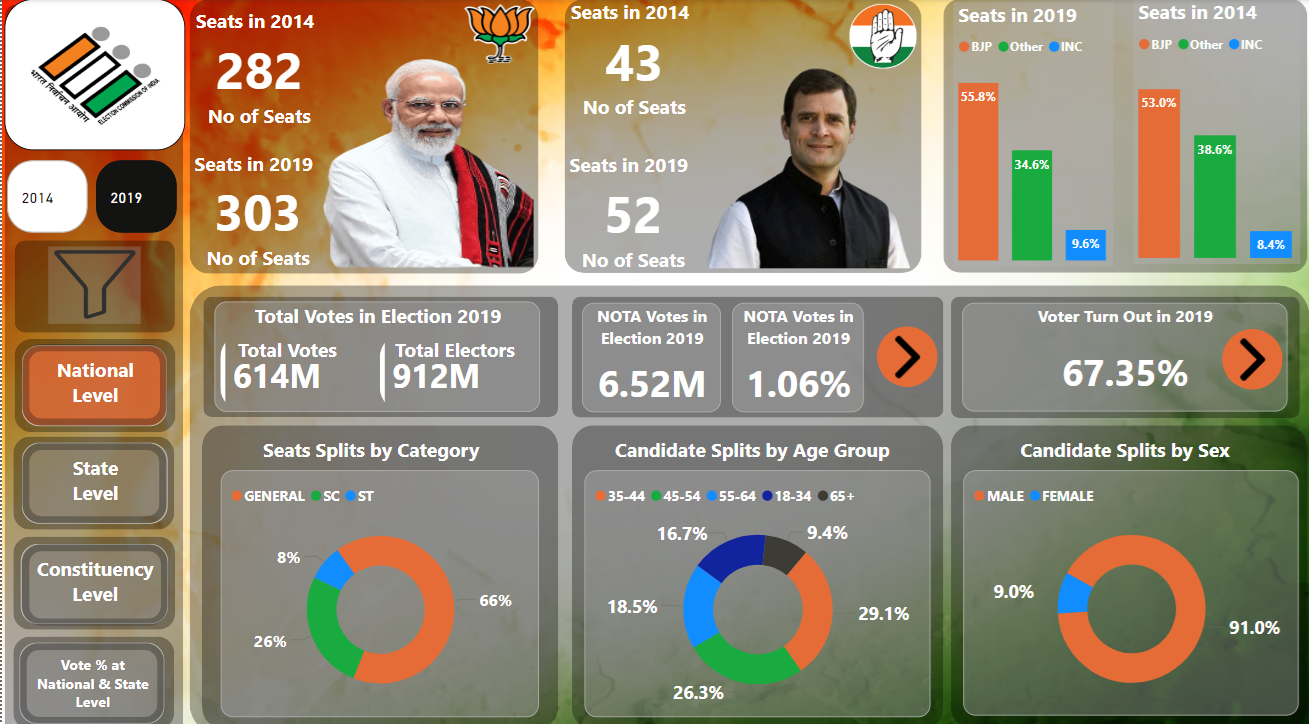 भारत निर्वाचन आयोग
ELECTION COMMISSION OF INDIA
2014
2019
National
Level
State
Level
Constituency
Level
Vote % at
National & State
Level
Seats in 2014
282
No of Seats
Seats in 2019
303
No of Seats
Seats in 2014
43
No of Seats
Seats in 2019
52
No of Seats
Seats in 2019
BJP Other INC
55.8%
34.6%
9.6%
Seats in 2014
BJP Other INC
53.0%
38.6%
8.4%
Total Votes in Election 2019
Total Votes
614M
Total Electors
912M
NOTA Votes in
Election 2019
6.52M
NOTA Votes in
Election 2019
1.06%
Voter Turn Out in 2019
67.35%
Seats Splits by Category
GENERAL SC ST
8%
66%
26%
Candidate Splits by Age Group
35-44 45-54 55-64 18-34 65+
16.7%
9.4%
18.5%
29.1%
26.3%
Candidate Splits by Sex
MALE FEMALE
9.0%
91.0%